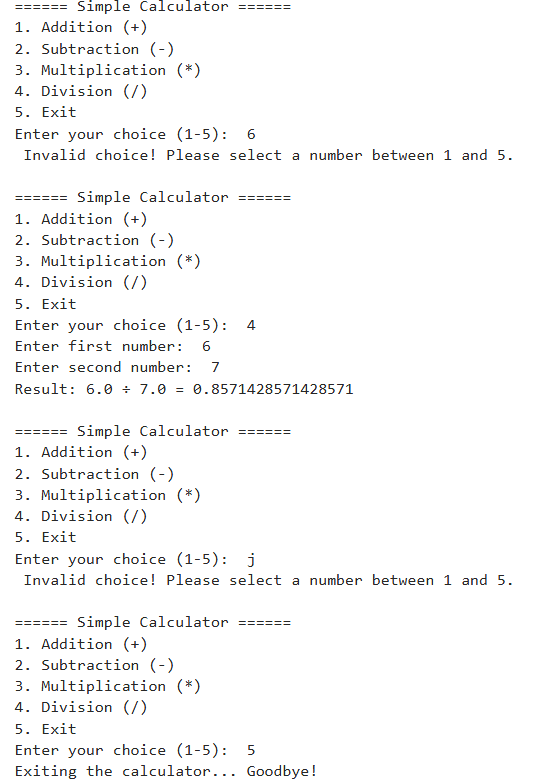 ====== Simple Calculator ======
1. Addition (+)
2. Subtraction (-)
3. Multiplication (*)
4. Division (/)
5. Exit
Enter your choice (1-5):  6
 Invalid choice! Please select a number between 1 and 5.

====== Simple Calculator ======
1. Addition (+)
2. Subtraction (-)
3. Multiplication (*)
4. Division (/)
5. Exit
Enter your choice (1-5):  4
Enter first number:  6
Enter second number:  7
Result: 6.0 ÷ 7.0 = 0.8571428571428571

====== Simple Calculator ======
1. Addition (+)
2. Subtraction (-)
3. Multiplication (*)
4. Division (/)
5. Exit
Enter your choice (1-5):  j
 Invalid choice! Please select a number between 1 and 5.

====== Simple Calculator ======
1. Addition (+)
2. Subtraction (-)
3. Multiplication (*)
4. Division (/)
5. Exit
Enter your choice (1-5):  5
Exiting the calculator... Goodbye!